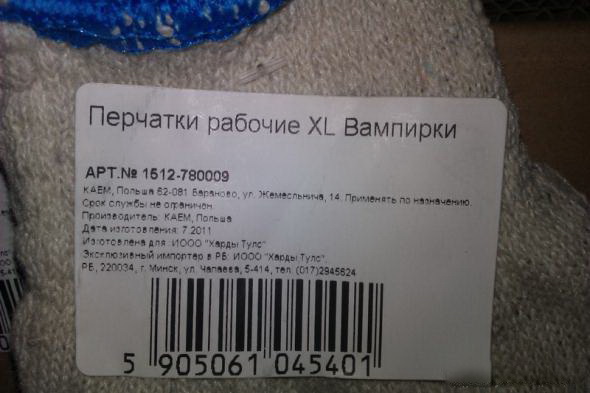 Перчатки рабочие XL Вампирки
АРТ.№ 1512-780009
КАЕМ, Польша 62-081 Бараново, ул. Жемесльнича, 14. Применять по назначению.
Срок службы не ограничен.
Производитель: КАЕМ, Польша
Дата изготовления: 7.2011
Изготовлена для: ИООО "Харды Тулс"
Эксклюзивный импортер в РБ: ИООО "Харды Тулс".
РБ, 220034, г. Минск, ул. Чапаева, 5-414, тел. (017)2945624
5 905061 045401